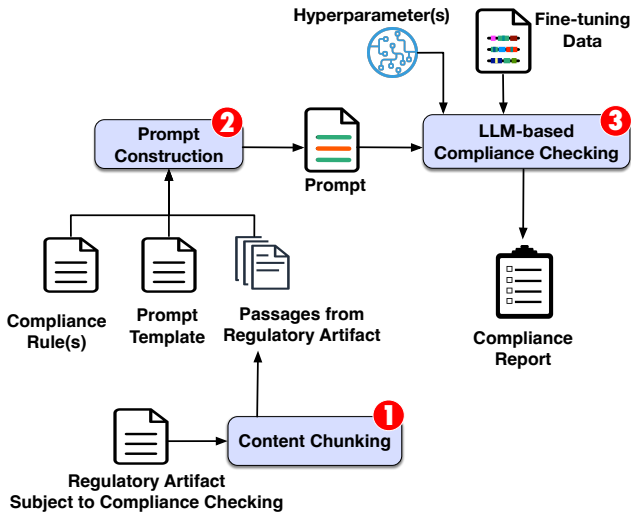 Hyperparameter(s)
Fine-tuning
Data
2
Prompt
Construction
Prompt
3
LLM-based
Compliance Checking
Compliance
Rule(s)
Prompt
Template
Passages from
Regulatory Artifact
Compliance
Report
1
Content Chunking
Regulatory Artifact
Subject to Compliance Checking